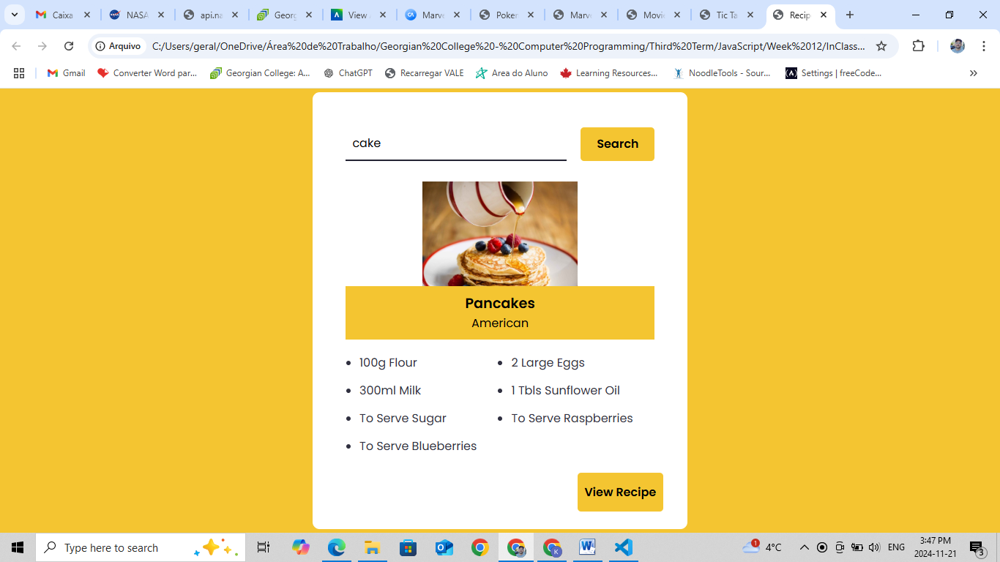 Caixa NASA api.na Georg View Marve Pokem Marve Movie Tic Ta Recip
Arquivo C:/Users/geral/OneDrive/Área%20de%20Trabalho/Georgian%20College%20-%20Computer%20Programming/Third%20Term/JavaScript/Week%2012/InClass...
Gmail Converter Word par... Georgian College: A... ChatGPT Recarregar VALE Area do Aluno Learning Resources... NoodleTools - Sour... Settings | freeCode...
cake Search
Pancakes
American
100g Flour 2 Large Eggs
300ml Milk 1 Tbls Sunflower Oil
To Serve Sugar To Serve Raspberries
To Serve Blueberries
View Recipe
Type here to search 1 4°C ENG 3:47 PM
2024-11-21 3